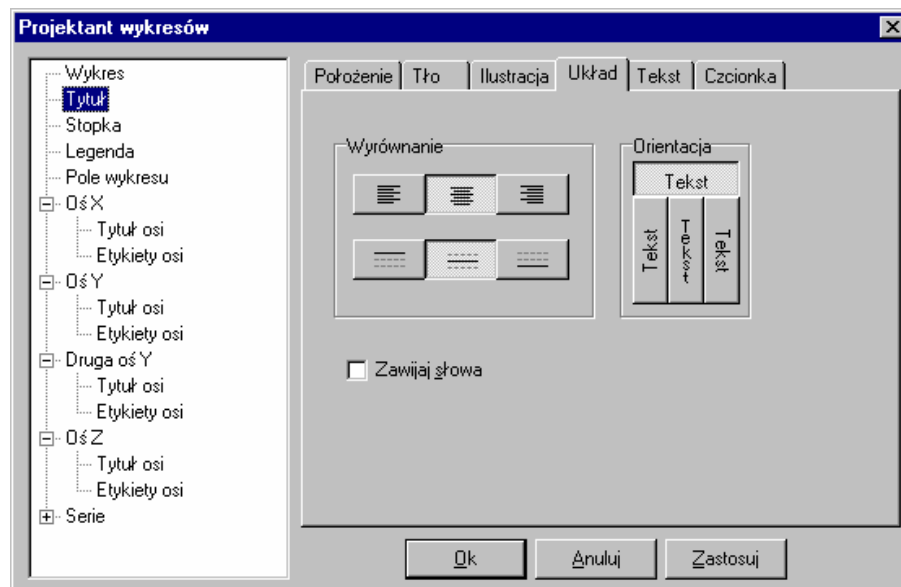 Projektant wykresów
Wykres
Tytuł
Stopka
Legenda
Pole wykresu
Oś X
Tytuł osi
Etykiety osi
Oś Y
Tytuł osi
Etykiety osi
Druga oś Y
Tytuł osi
Etykiety osi
Oś Z
Tytuł osi
Etykiety osi
Serie
Położenie Tło Ilustracja Układ Tekst Czcionka
Wyrównanie
Orientacja
Tekst
Tekst Tekst Tekst
Zawijaj słowa
Ok Anuluj Zastosuj